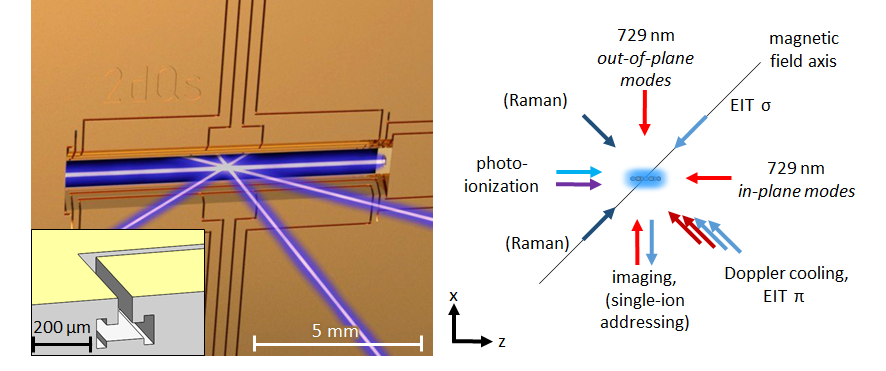 2dQs
200 µm
5 mm
729 nm
out-of-plane
modes
magnetic
field axis
(Raman)
EIT σ
photo-
ionization
729 nm
in-plane modes
(Raman)
imaging,
(single-ion
addressing)
Doppler cooling,
EIT π
x
z